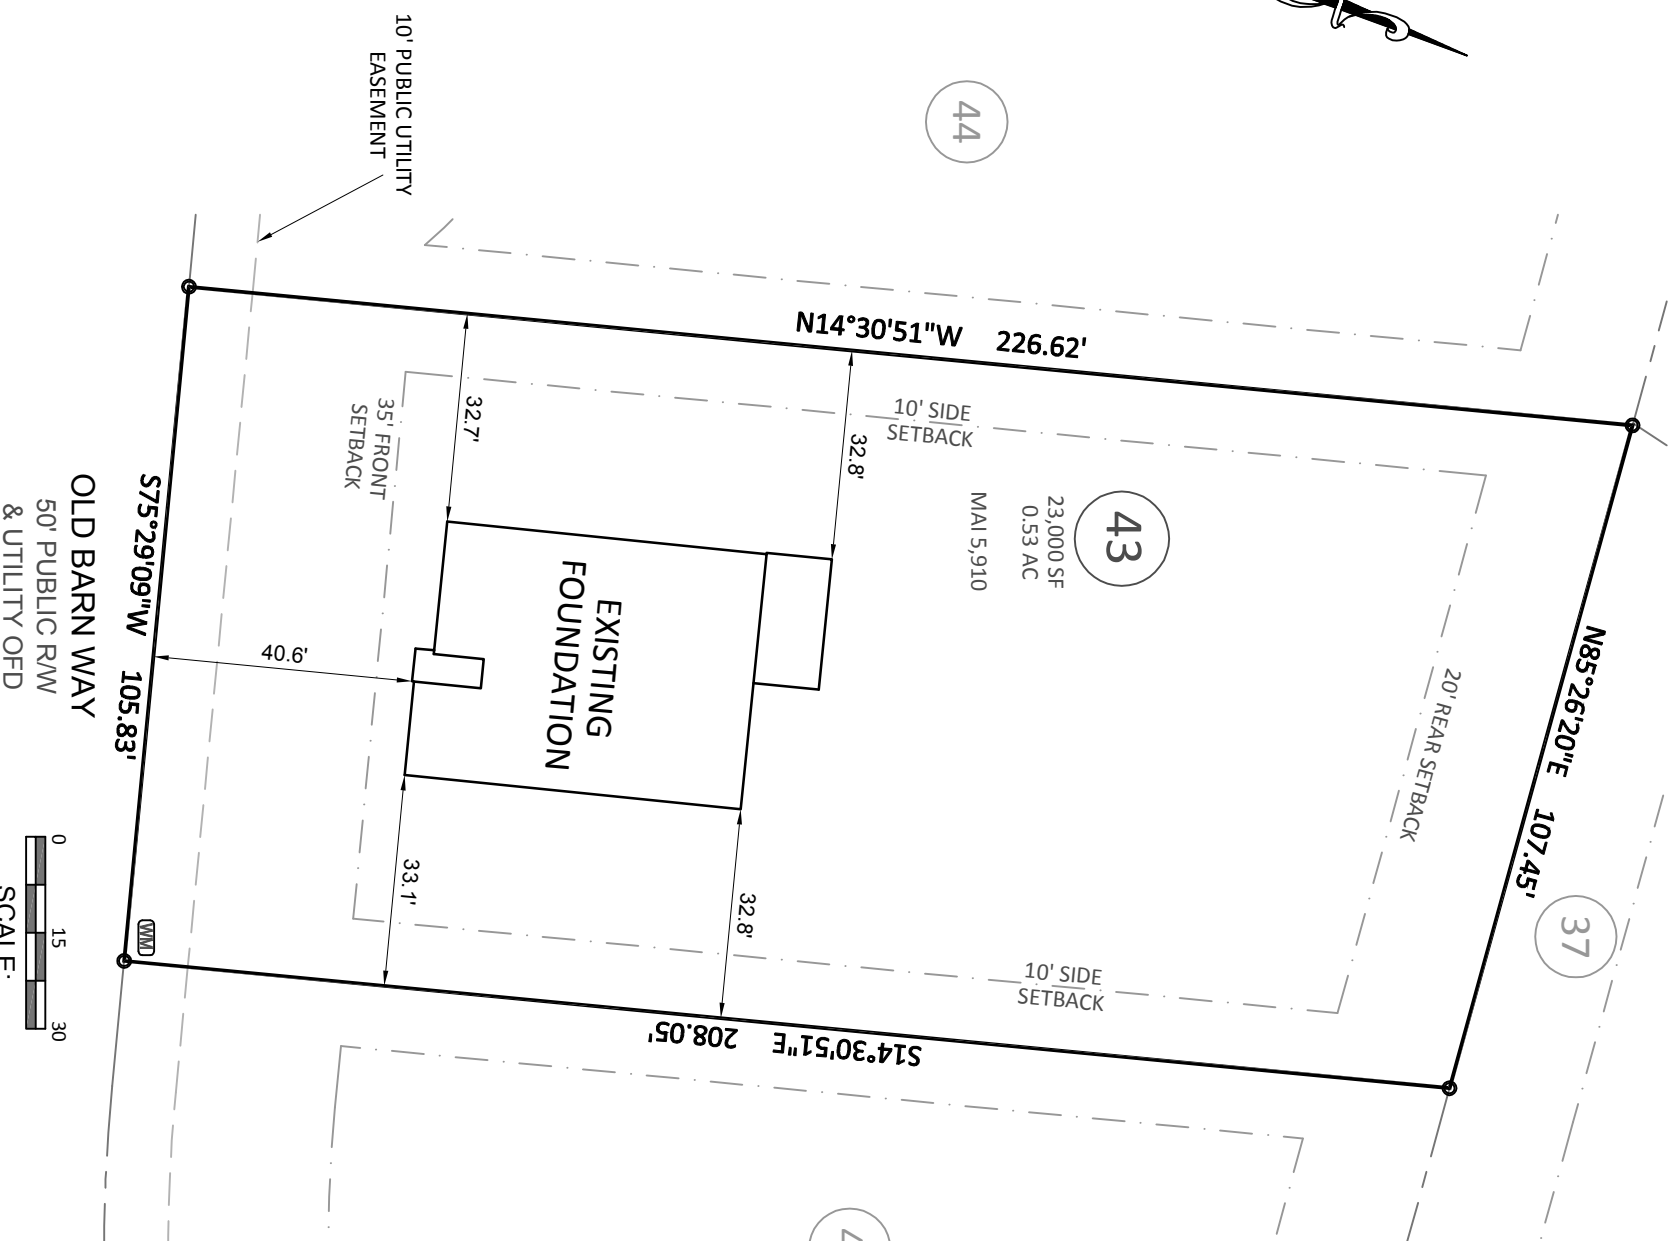 10' PUBLIC UTILITY
EASEMENT
44
N14°30'51"W 226.62'
10' SIDE
SETBACK
32.7'
32.8'
35' FRONT
SETBACK
43
23,000 SF
0.53 AC
MAI 5,910
EXISTING
FOUNDATION
N85°26'20"E 107.45'
20' REAR SETBACK
37
40.6'
S75°29'09"W 105.83'
OLD BARN WAY
50' PUBLIC R/W
& UTILITY OFD
33.1'
32.8'
10' SIDE
SETBACK
S14°30'51"E 208.05'
WM
0 15 30
SCALE: